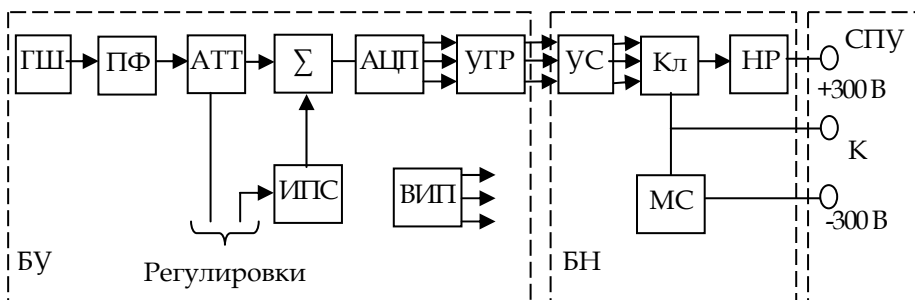 ГШ
ПФ
АТТ
Σ
АЦП
УГР
УС
Кл
НР
СПУ
+300 В
К
ИПС
ВИП
МС
-300 В
БУ
Регулировки
БН